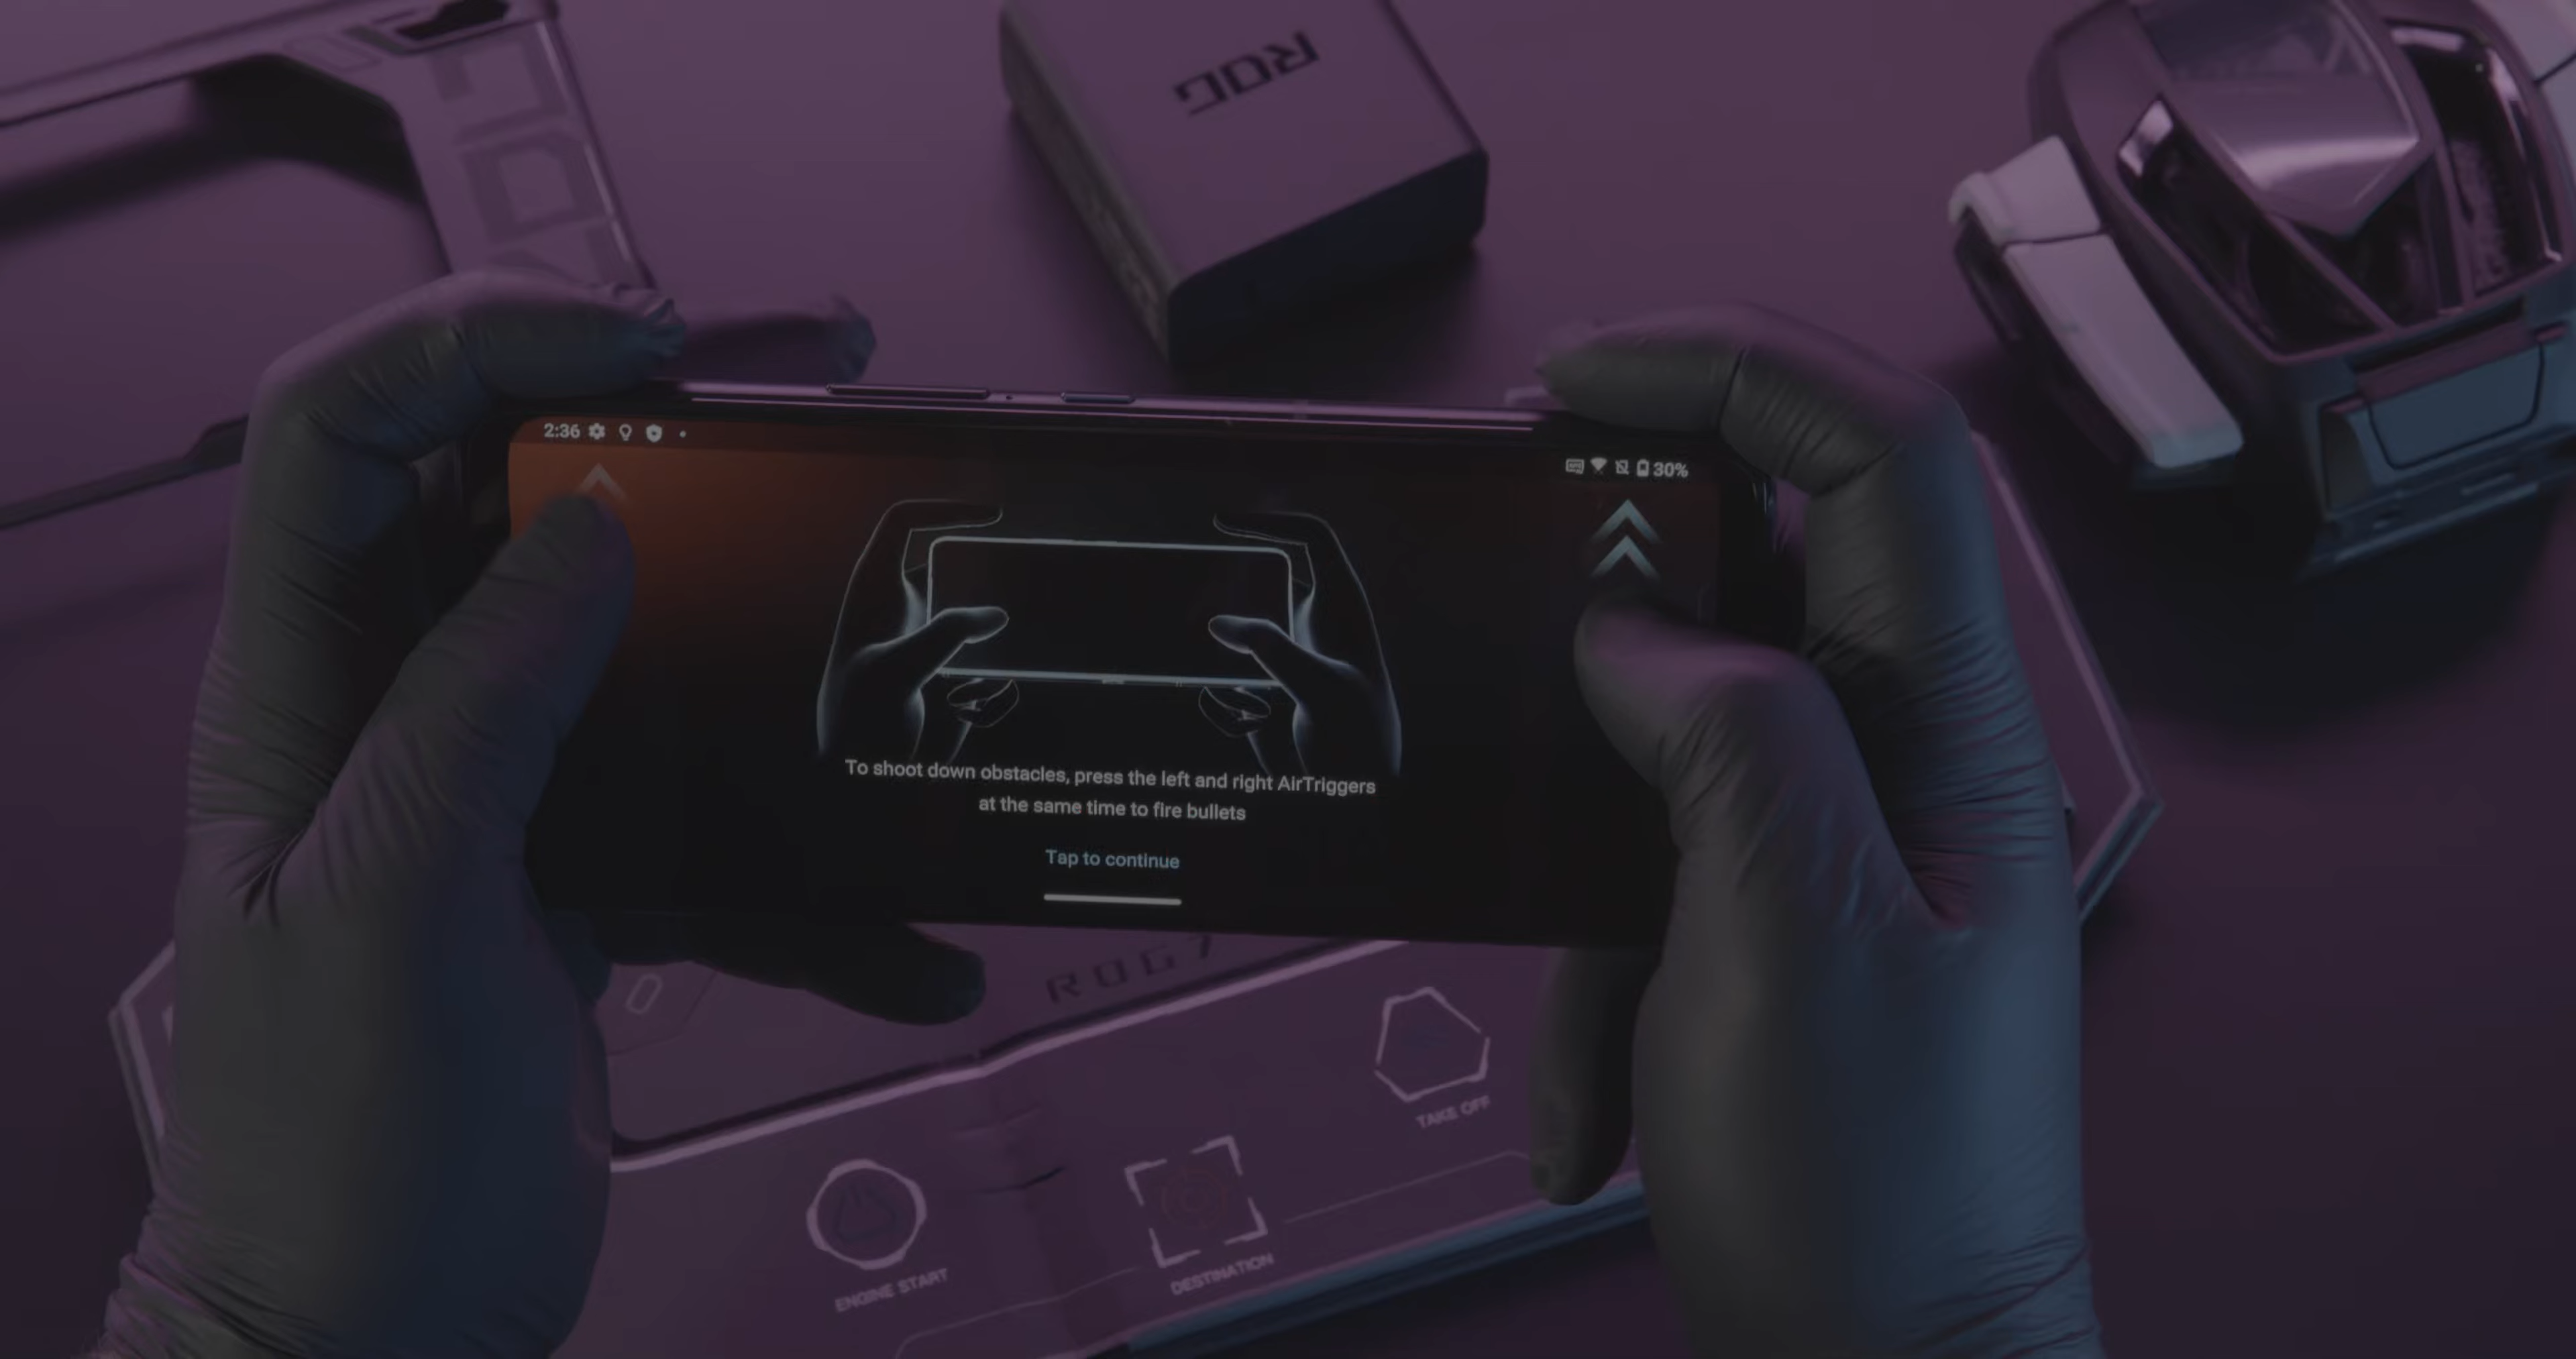 ROG
2:36
30%
To shoot down obstacles, press the left and right AirTriggers
at the same time to fire bullets
Tap to continue
ROG 7
TAKE OFF
ENGINE START
DESTINATION